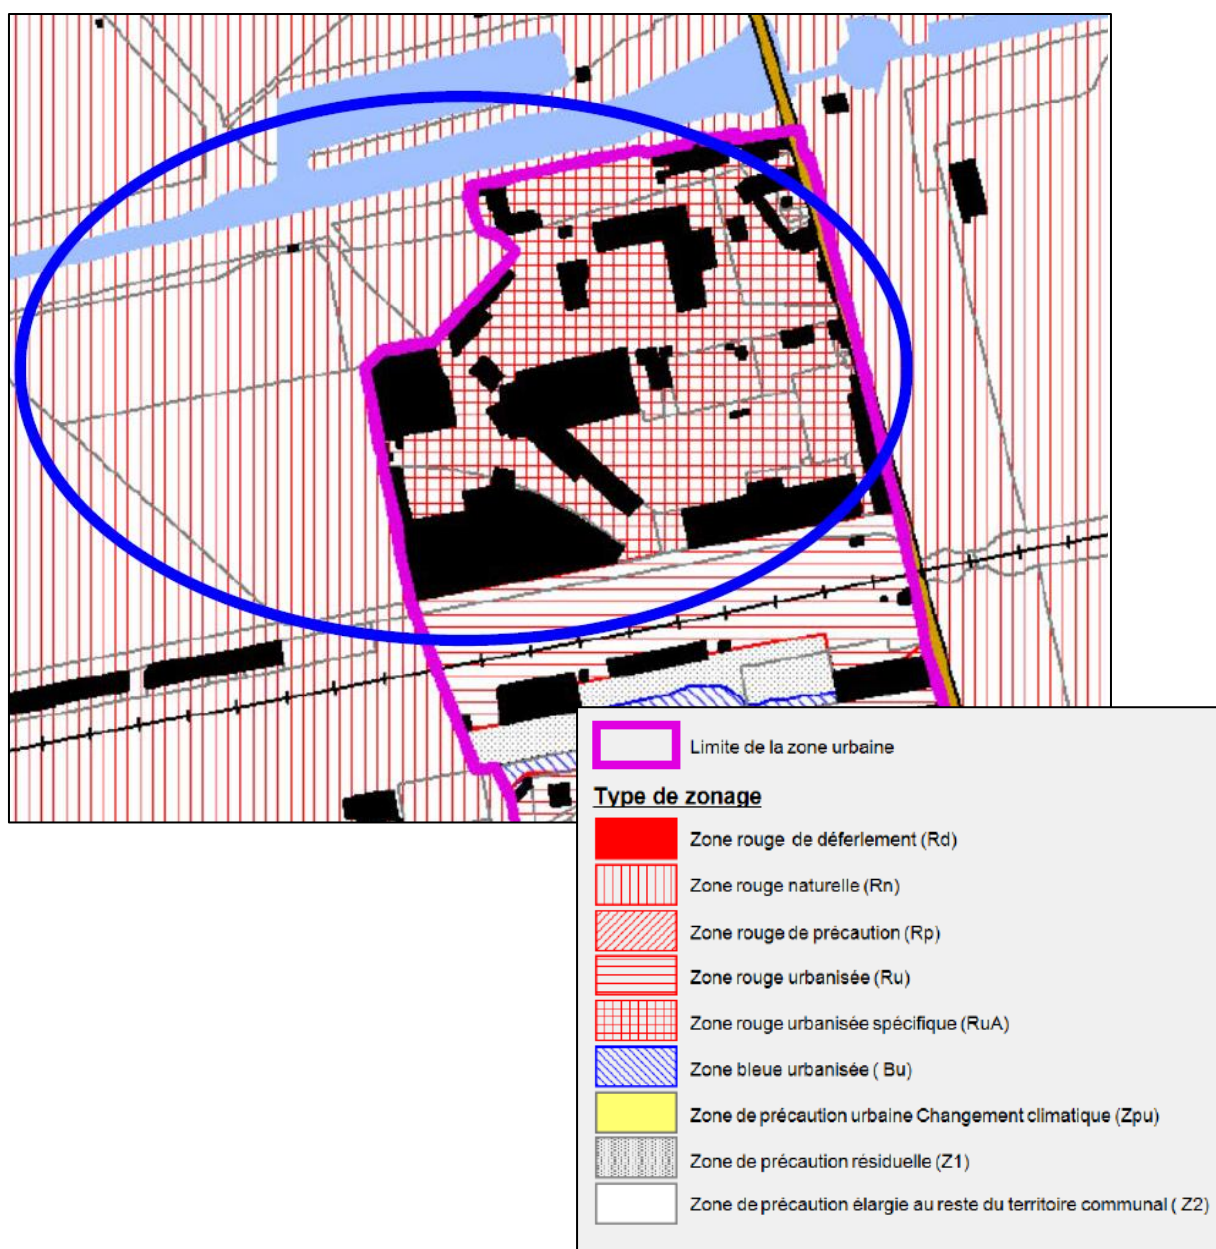 Limite de la zone urbaine
Type de zonage
Zone rouge de déferlement (Rd)
Zone rouge naturelle (Rn)
Zone rouge de précaution (Rp)
Zone rouge urbanisée (Ru)
Zone rouge urbanisée spécifique (RuA)
Zone bleue urbanisée ( Bu)
Zone de précaution urbaine Changement climatique (Zpu)
Zone de précaution résiduelle (Z1)
Zone de précaution élargie au reste du territoire communal ( Z2)